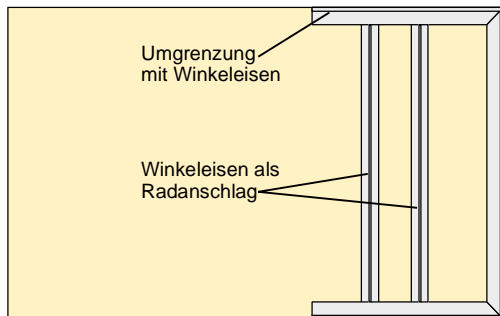 Umgrenzung
mit Winkeleisen
Winkeleisen als
Radanschlag